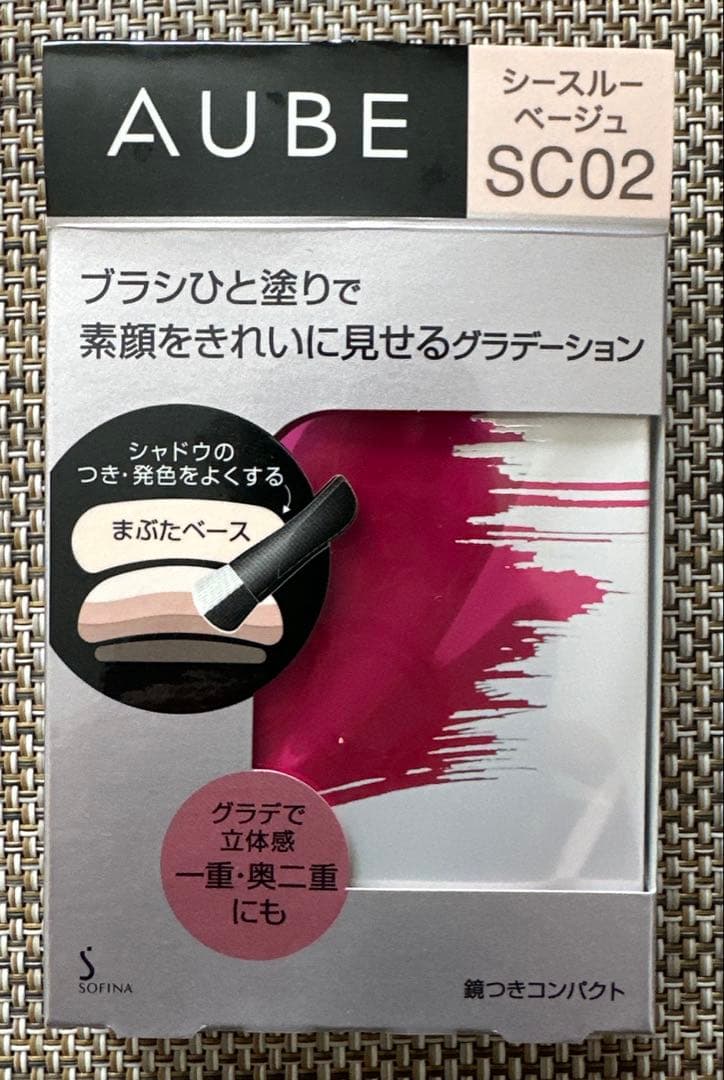 AUBE
シースルー
ベージュ
SC02
ブラシひと塗りで
素顔をきれいに見せるグラデーション
シャドウの
つき・発色をよくする
まぶたベース
グラデで
立体感
一重・奥二重
にも
SOFINA
鏡つきコンパクト